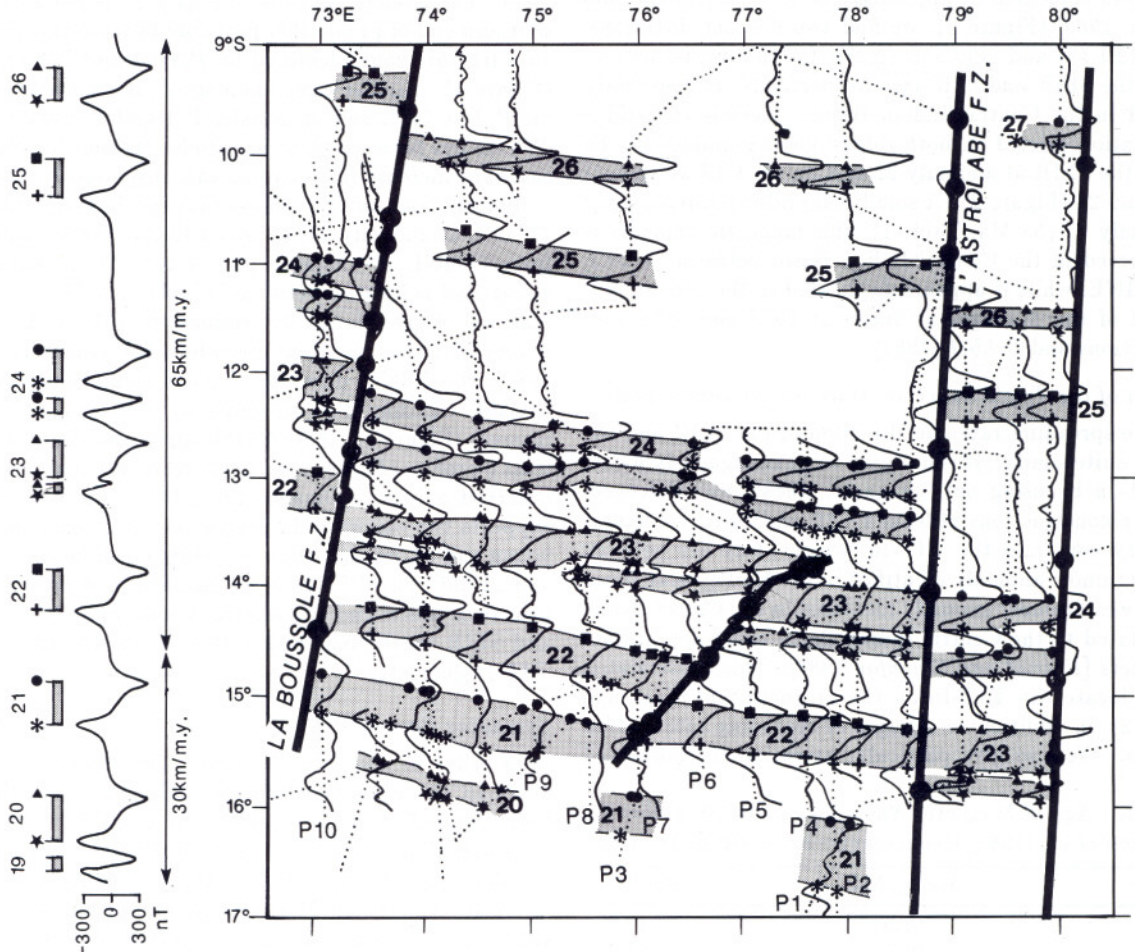 73°E 74° 75° 76° 77° 78° 79° 80°
9°S
10°
11°
12°
13°
14°
15°
16°
17°
26
25
24
23
22
21
20
19
-300 0 300
nT
65km/m.y.
30km/m.y.
LA BOUSSOLE F.Z.
L'ASTROLABE F.Z.
25
26
26
27
25
25
26
24
23
25
24
22
23
23
24
22
22
23
21
20
21
21
P10
P9
P8
P7
P6
P5
P4
P3
P2
P1